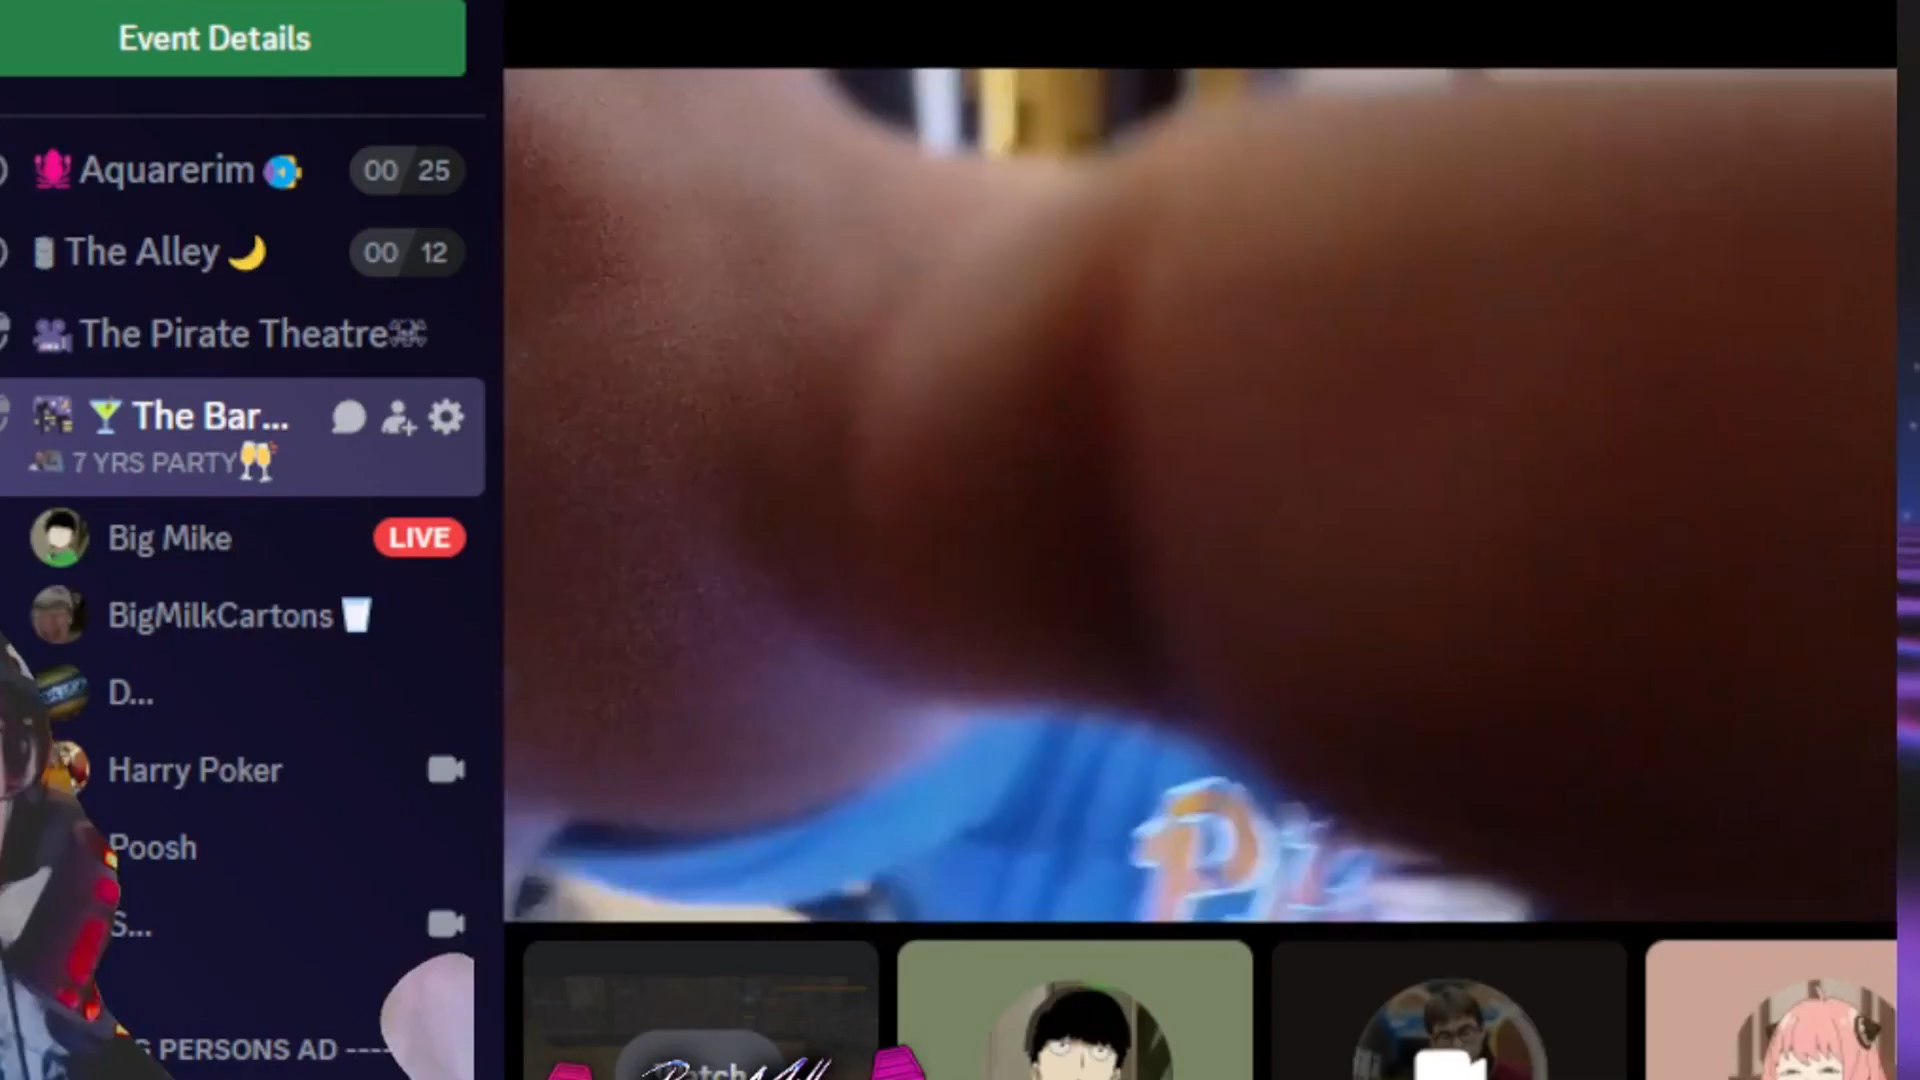 Event Details
Aquarerim
00 25
The Alley
00 12
The Pirate Theatre
The Bar...
7 YRS PARTY
Big Mike
LIVE
BigMilkCartons
D...
Harry Poker
Poosh
S...
PERSONS AD ----